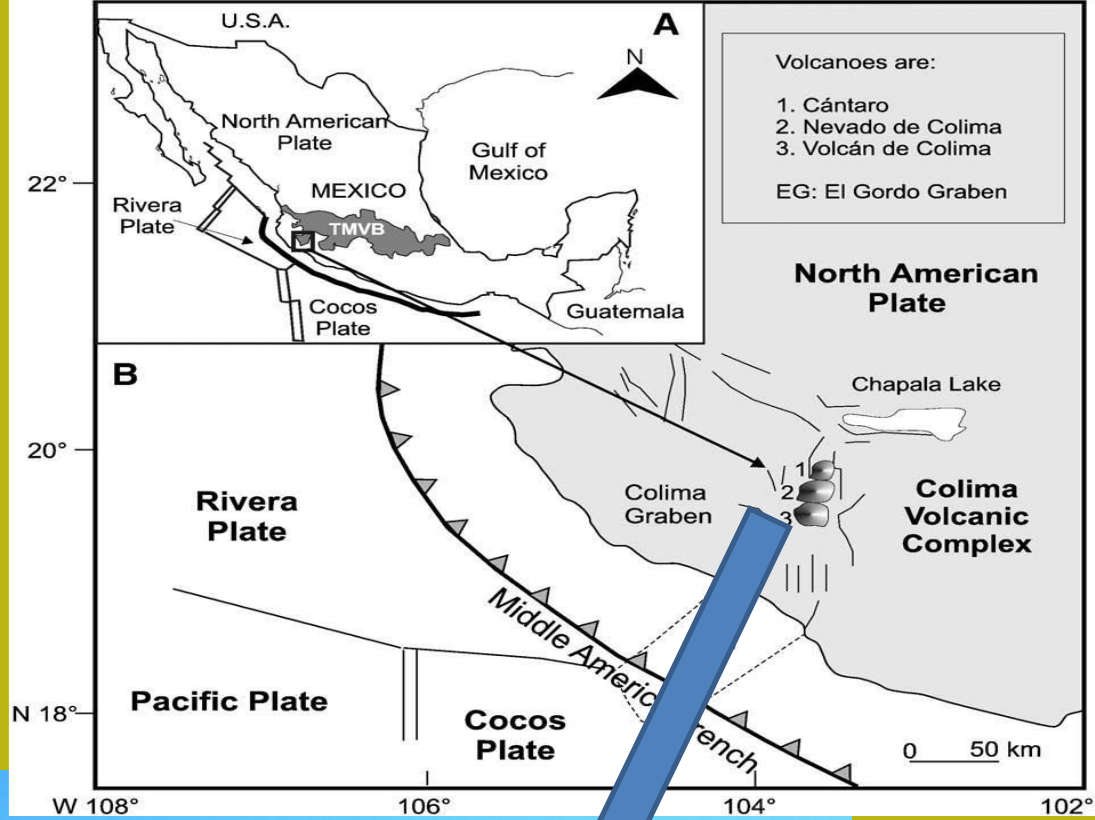 U.S.A.
A
N
North American
Plate
Gulf of
Mexico
MEXICO
Rivera
Plate
TMVB
Cocos
Plate
Guatemala
Volcanoes are:
1. Cántaro
2. Nevado de Colima
3. Volcán de Colima
EG: El Gordo Graben
22°
North American
Plate
B
Chapala Lake
20°
Rivera
Plate
Colima
Graben
1
2
3
Colima
Volcanic
Complex
Middle Americ
rench
Pacific Plate
Cocos
Plate
N 18°
0 50 km
W 108°
106°
104°
102°